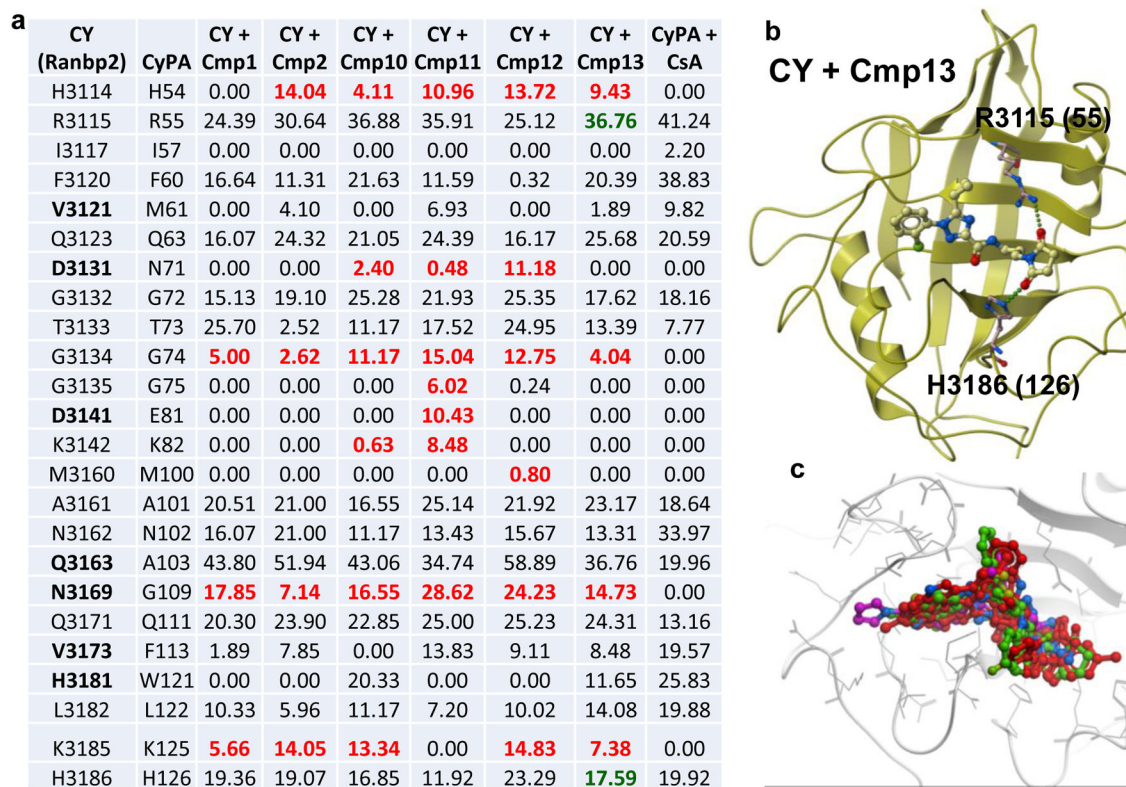 a
CY (Ranbp2) CyPA CY + Cmp1 CY + Cmp2 CY + Cmp10 CY + Cmp11 CY + Cmp12 CY + Cmp13 CyPA + CsA
H3114 H54 0.00 14.04 4.11 10.96 13.72 9.43 0.00
R3115 R55 24.39 30.64 36.88 35.91 25.12 36.76 41.24
I3117 I57 0.00 0.00 0.00 0.00 0.00 0.00 2.20
F3120 F60 16.64 11.31 21.63 11.59 0.32 20.39 38.83
V3121 M61 0.00 4.10 0.00 6.93 0.00 1.89 9.82
Q3123 Q63 16.07 24.32 21.05 24.39 16.17 25.68 20.59
D3131 N71 0.00 0.00 2.40 0.48 11.18 0.00 0.00
G3132 G72 15.13 19.10 25.28 21.93 25.35 17.62 18.16
T3133 T73 25.70 2.52 11.17 17.52 24.95 13.39 7.77
G3134 G74 5.00 2.62 11.17 15.04 12.75 4.04 0.00
G3135 G75 0.00 0.00 0.00 6.02 0.24 0.00 0.00
D3141 E81 0.00 0.00 0.00 10.43 0.00 0.00 0.00
K3142 K82 0.00 0.00 0.63 8.48 0.00 0.00 0.00
M3160 M100 0.00 0.00 0.00 0.00 0.80 0.00 0.00
A3161 A101 20.51 21.00 16.55 25.14 21.92 23.17 18.64
N3162 N102 16.07 21.00 11.17 13.43 15.67 13.31 33.97
Q3163 A103 43.80 51.94 43.06 34.74 58.89 36.76 19.96
N3169 G109 17.85 7.14 16.55 28.62 24.23 14.73 0.00
Q3171 Q111 20.30 23.90 22.85 25.00 25.23 24.31 13.16
V3173 F113 1.89 7.85 0.00 13.83 9.11 8.48 19.57
H3181 W121 0.00 0.00 20.33 0.00 0.00 11.65 25.83
L3182 L122 10.33 5.96 11.17 7.20 10.02 14.08 19.88
K3185 K125 5.66 14.05 13.34 0.00 14.83 7.38 0.00
H3186 H126 19.36 19.07 16.85 11.92 23.29 17.59 19.92
b
CY + Cmp13
R3115 (55)
H3186 (126)
c